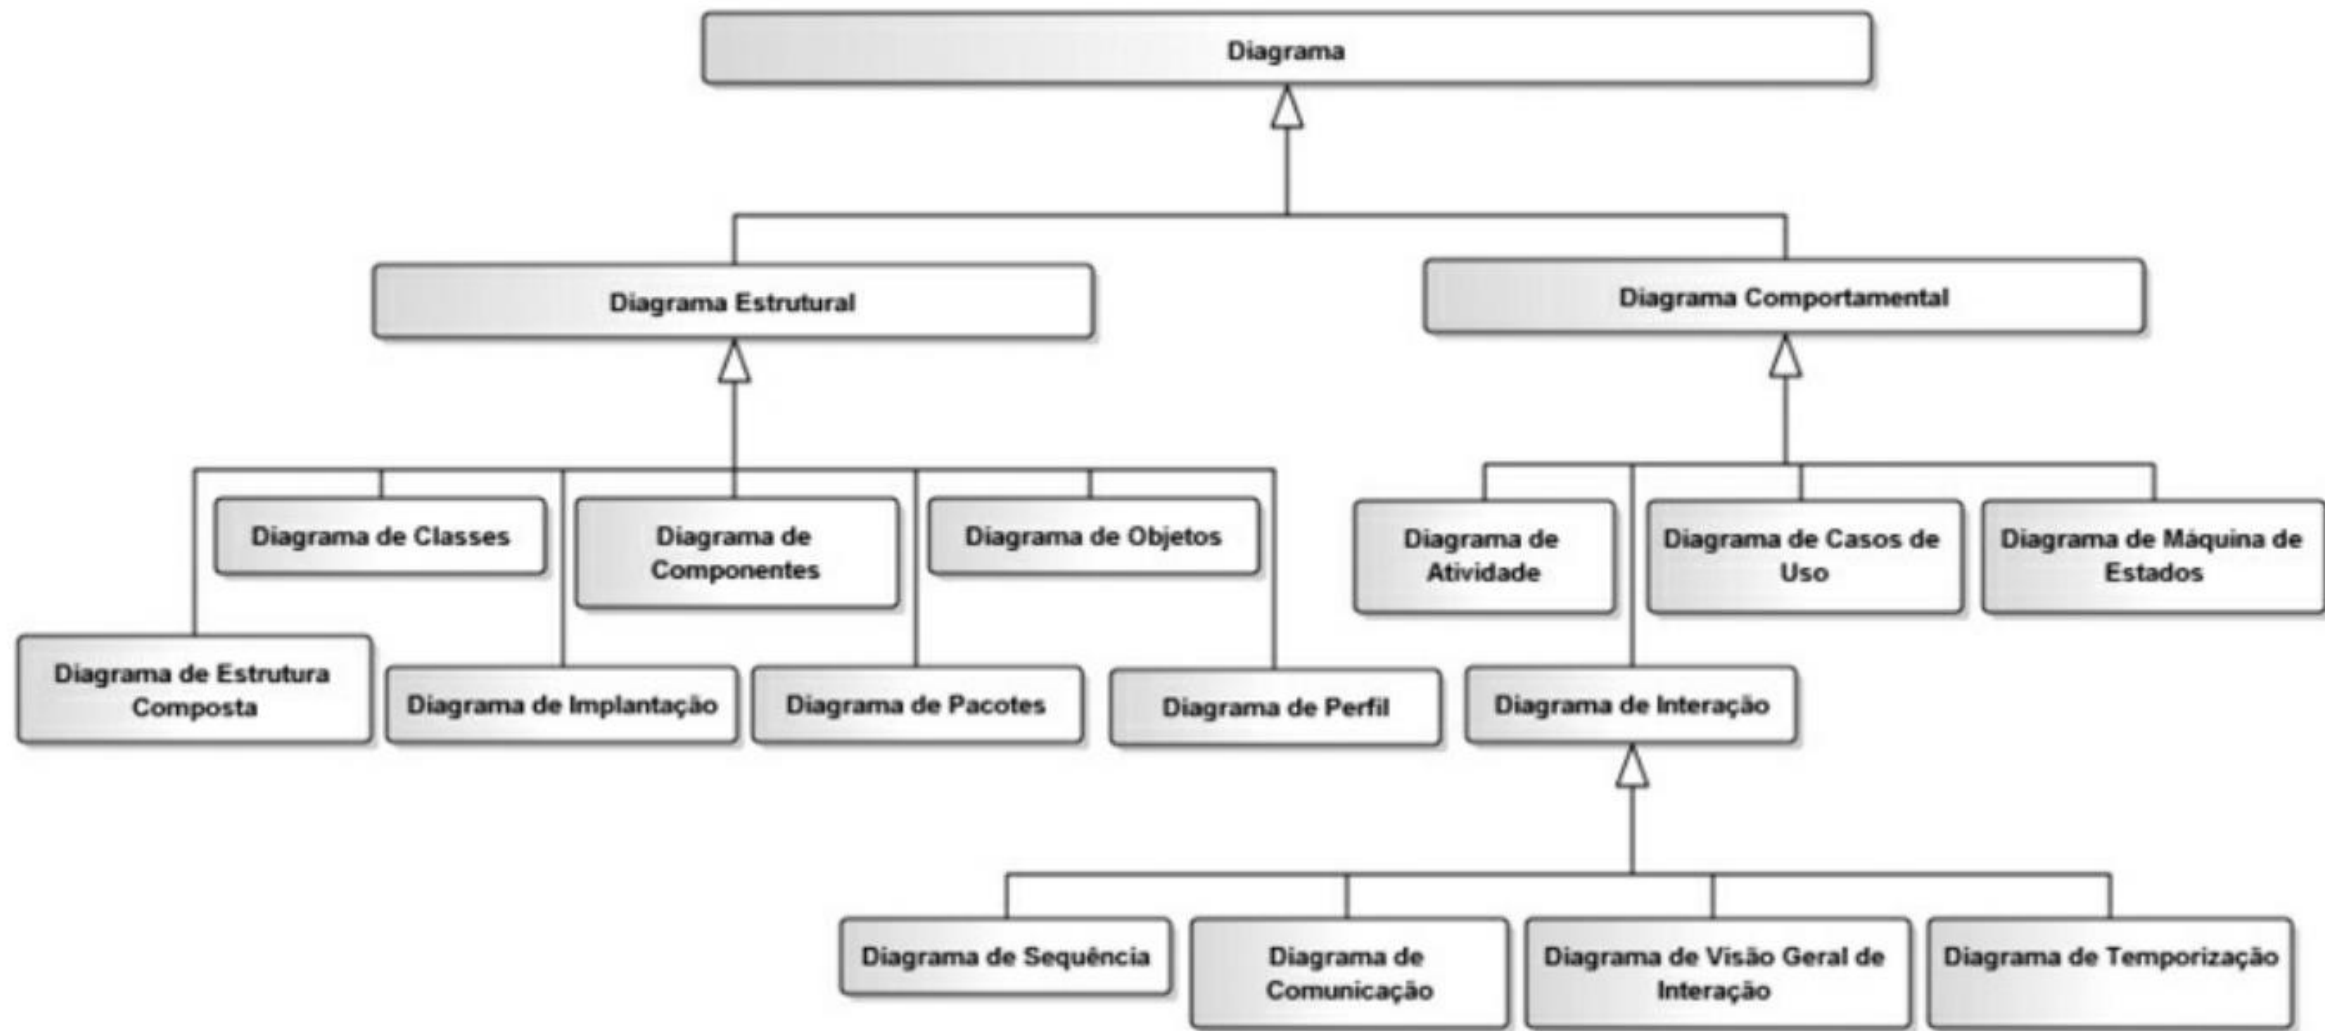 Diagrama
Diagrama Estrutural
Diagrama Comportamental
Diagrama de Classes
Diagrama de
Componentes
Diagrama de Objetos
Diagrama de
Atividade
Diagrama de Casos de
Uso
Diagrama de Máquina de
Estados
Diagrama de Estrutura
Composta
Diagrama de Implantação
Diagrama de Pacotes
Diagrama de Perfil
Diagrama de Interação
Diagrama de Sequência
Diagrama de
Comunicação
Diagrama de Visão Geral de
Interação
Diagrama de Temporização